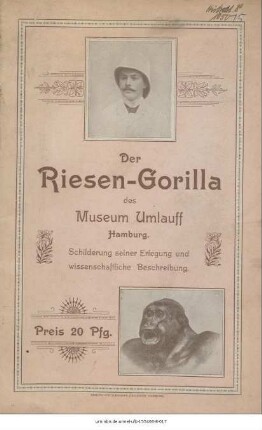 Der
Riesen-Gorilla
des
Museum Umlauff
Hamburg.
Schilderung seiner Erlegung und
wissenschaftliche Beschreibung.
Preis 20 Pfg.